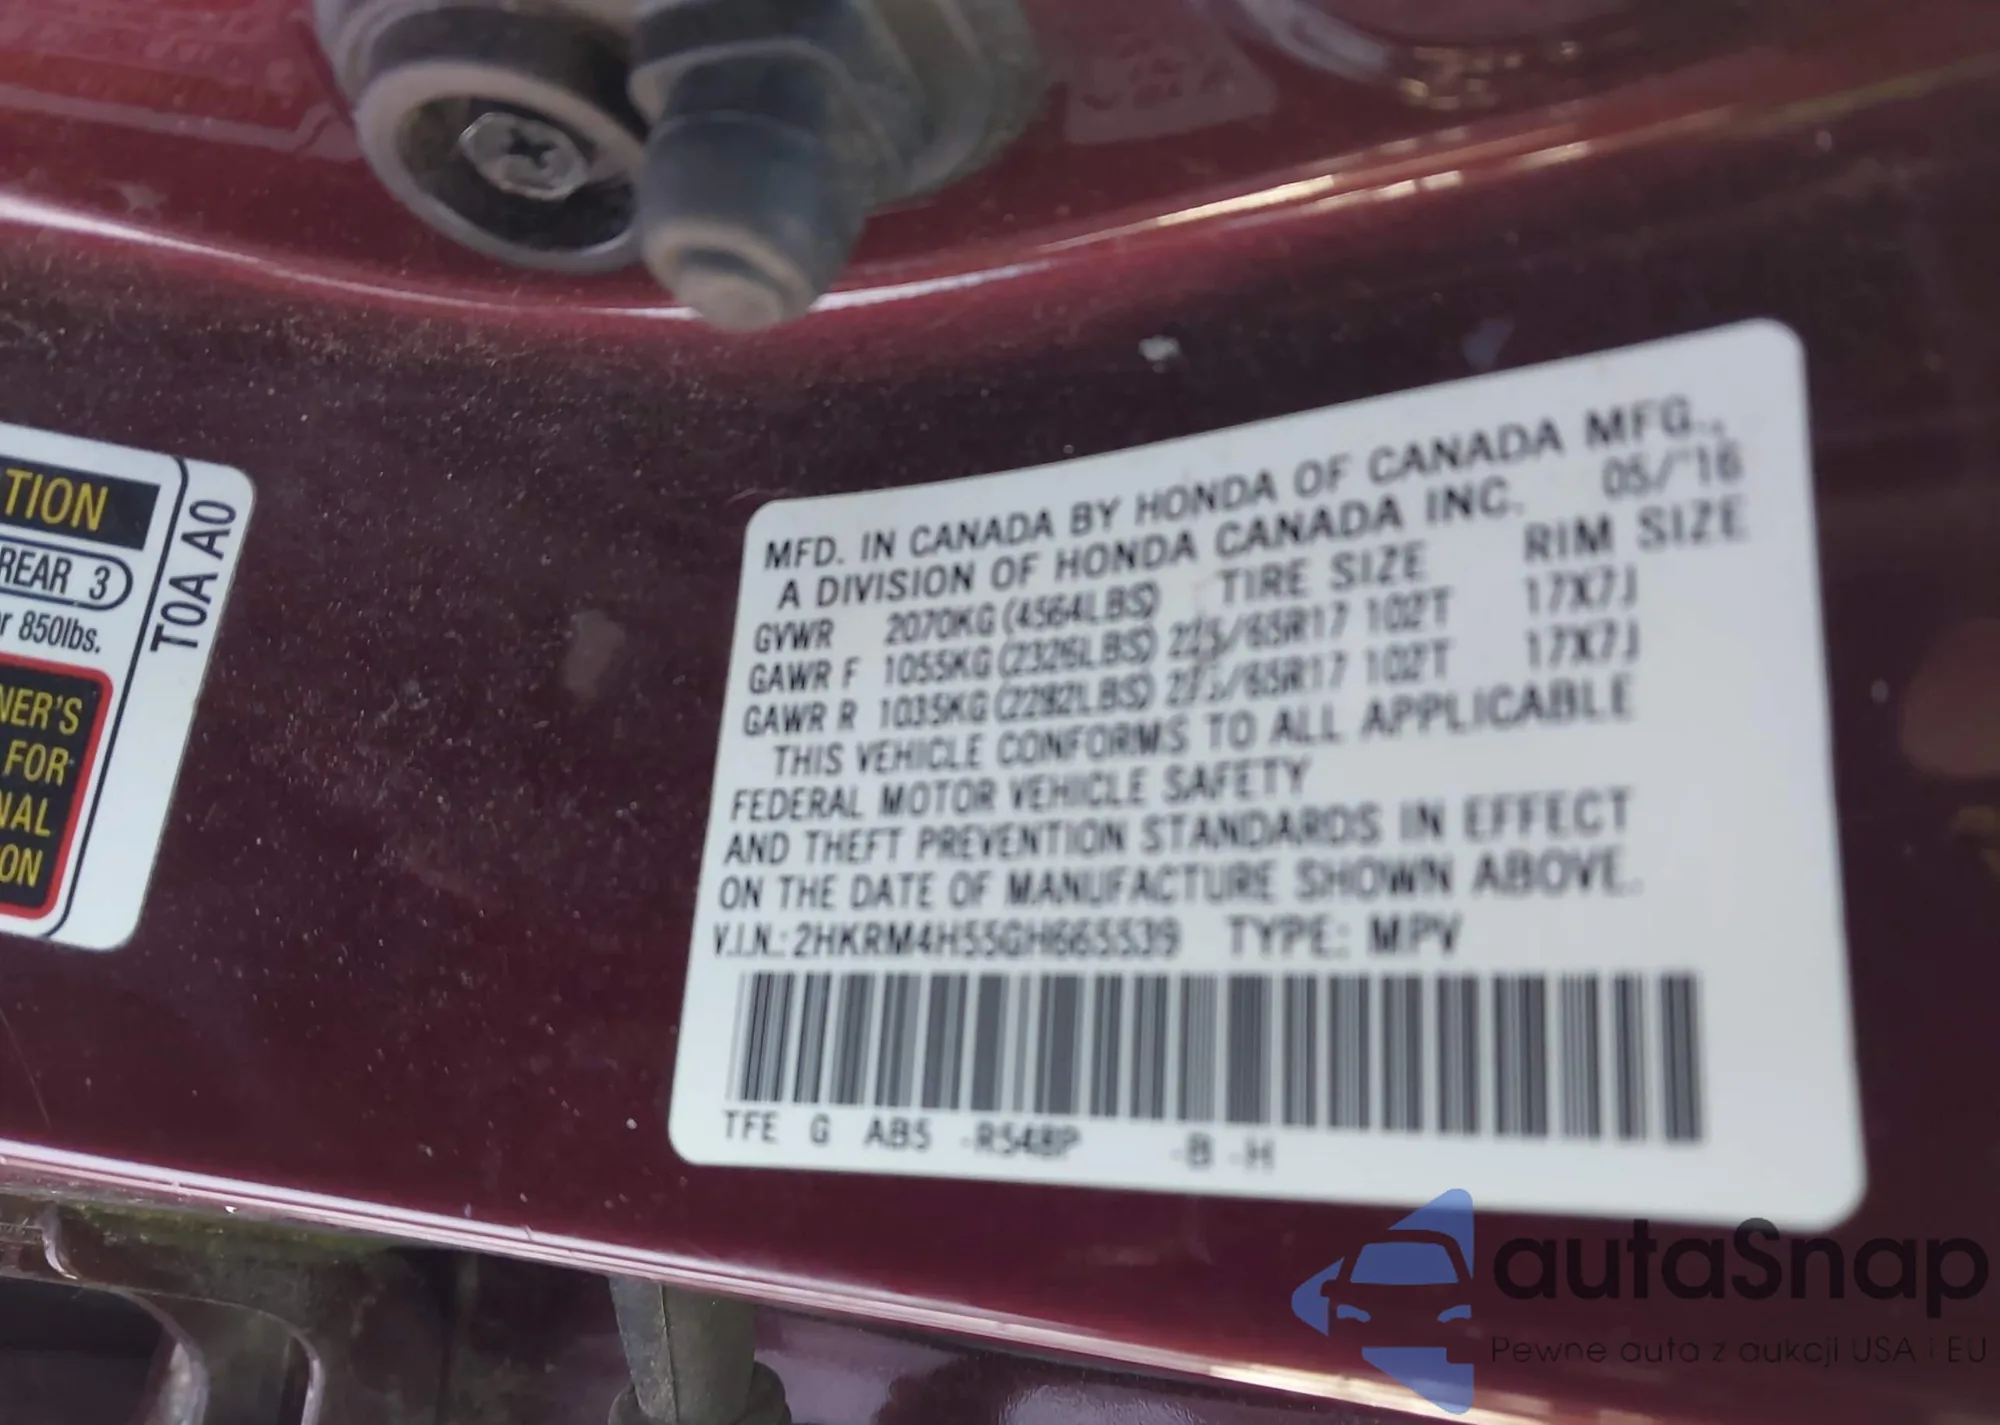 TION
REAR 3
r 850lbs.
NER'S
FOR
NAL
ON
T0A A0
MFD. IN CANADA BY HONDA OF CANADA MFG.,
A DIVISION OF HONDA CANADA INC. 05/'16
GVWR 2070KG (4564LBS) TIRE SIZE RIM SIZE
GAWR F 1055KG (2326LBS) 225/65R17 102T 17X7J
GAWR R 1035KG (2282LBS) 225/65R17 102T 17X7J
THIS VEHICLE CONFORMS TO ALL APPLICABLE
FEDERAL MOTOR VEHICLE SAFETY
AND THEFT PREVENTION STANDARDS IN EFFECT
ON THE DATE OF MANUFACTURE SHOWN ABOVE.
V.I.N.: 2HKRM4H55GH665539 TYPE: MPV
TFE G AB5 -R548P -B -H
autaSnap
Pewne auta z aukcji USA i EU